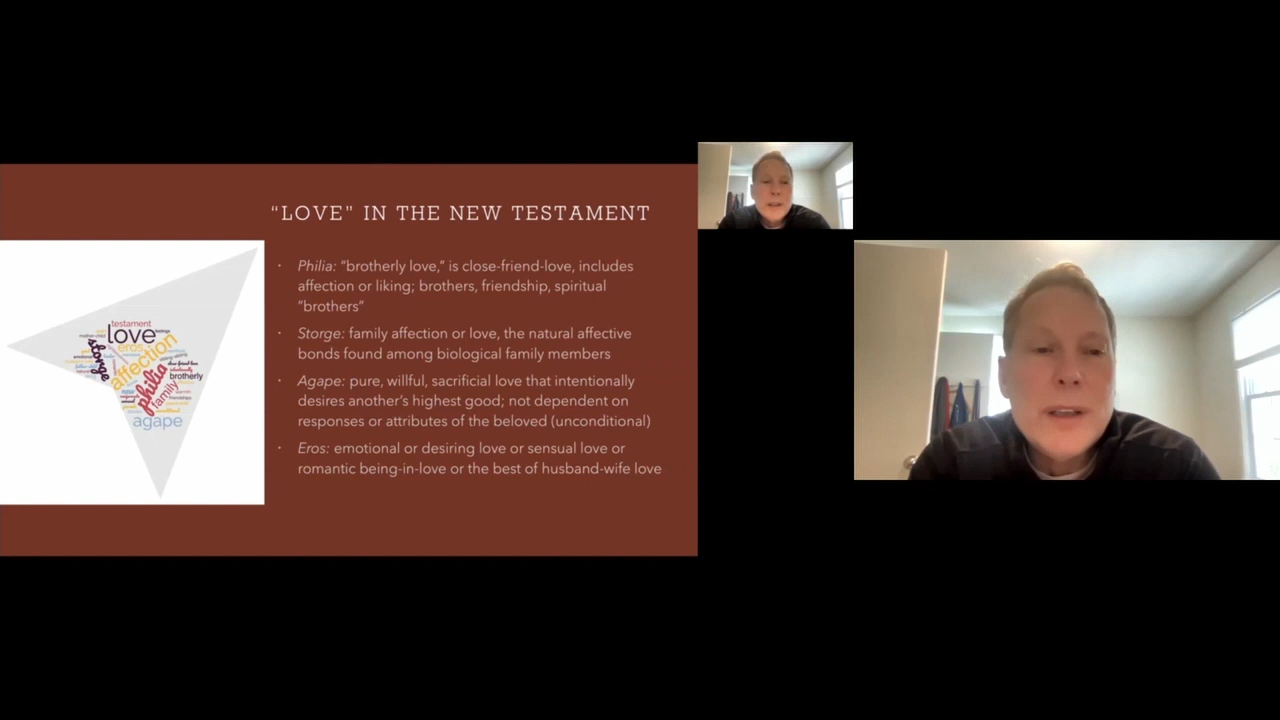 “LOVE” IN THE NEW TESTAMENT
· Philia: “brotherly love,” is close-friend-love, includes
affection or liking; brothers, friendship, spiritual
“brothers”
· Storge: family affection or love, the natural affective
bonds found among biological family members
· Agape: pure, willful, sacrificial love that intentionally
desires another’s highest good; not dependent on
responses or attributes of the beloved (unconditional)
· Eros: emotional or desiring love or sensual love or
romantic being-in-love or the best of husband-wife love
testament
love
eros
storge
affection
philia
family
brotherly
agape